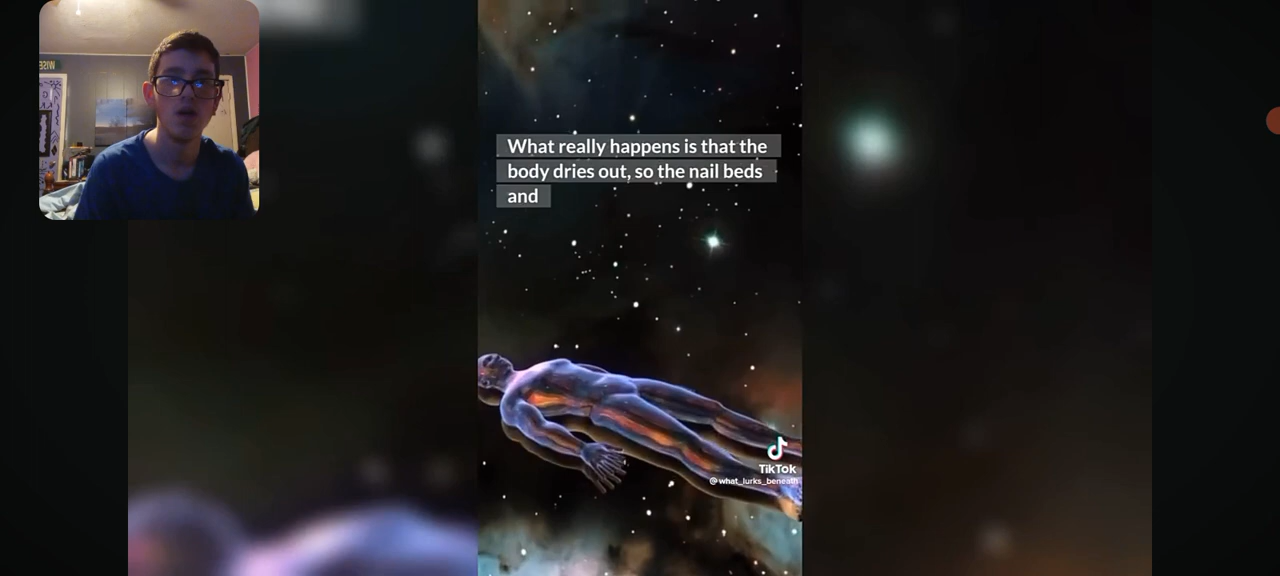 What really happens is that the
body dries out, so the nail beds
and
TikTok
@what_lurks_beneath